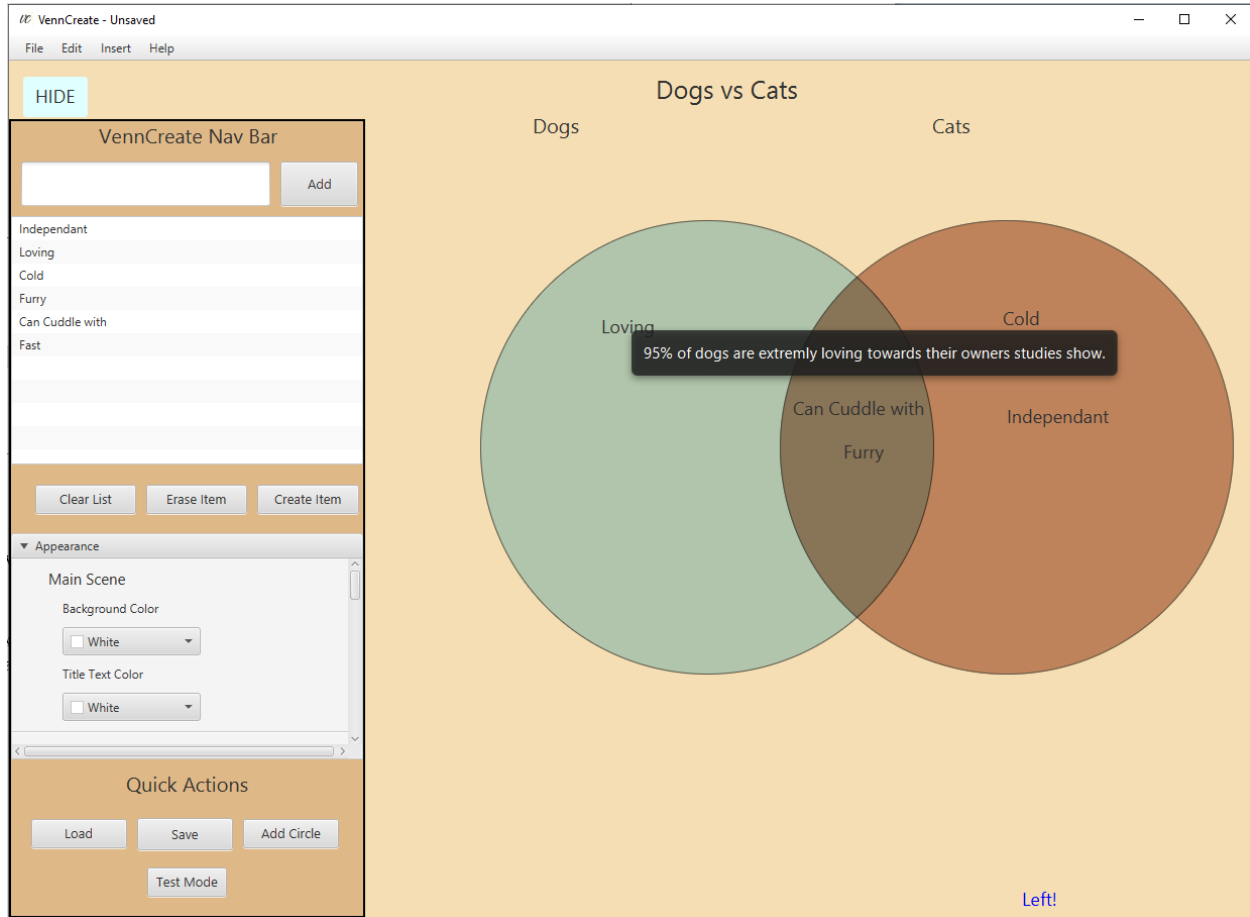 VC VennCreate - Unsaved
File Edit Insert Help
HIDE
Dogs vs Cats
Dogs Cats
VennCreate Nav Bar
Add
Independant
Loving
Cold
Furry
Can Cuddle with
Fast
Clear List Erase Item Create Item
Appearance
Main Scene
Background Color
White
Title Text Color
White
Quick Actions
Load Save Add Circle
Test Mode
Loving
Cold
95% of dogs are extremly loving towards their owners studies show.
Can Cuddle with
Independant
Furry
Left!